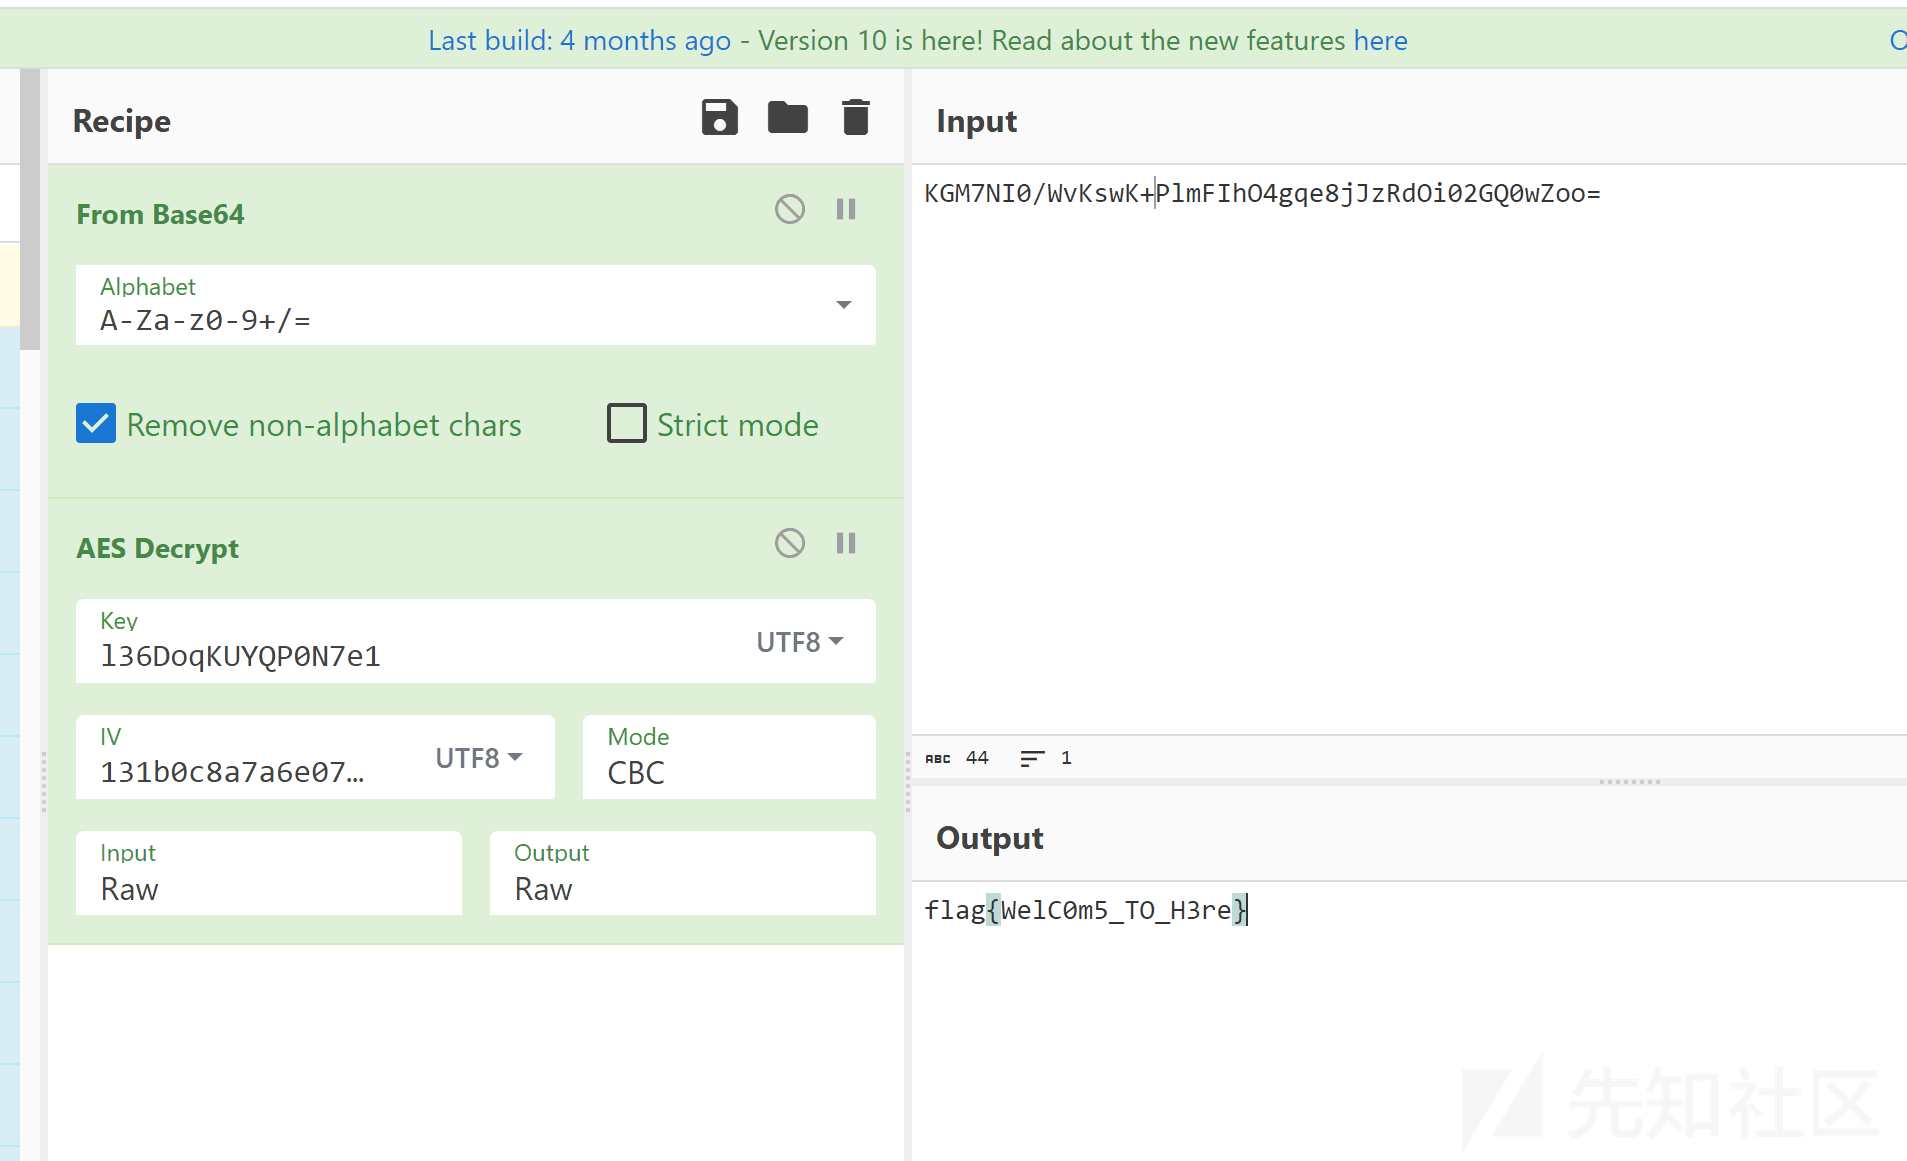 Last build: 4 months ago - Version 10 is here! Read about the new features here
Recipe
From Base64
Alphabet
A-Za-z0-9+/=
Remove non-alphabet chars
Strict mode
AES Decrypt
Key
l36DoqKUYQP0N7e1
UTF8
IV
131b0c8a7a6e07...
UTF8
Mode
CBC
Input
Raw
Output
Raw
Input
KGM7NI0/WvKswK+PlmFIhO4gqe8jJzRdOi02GQ0wZoo=
ABC 44 1
Output
flag{WelC0m5_TO_H3re}
先知社区